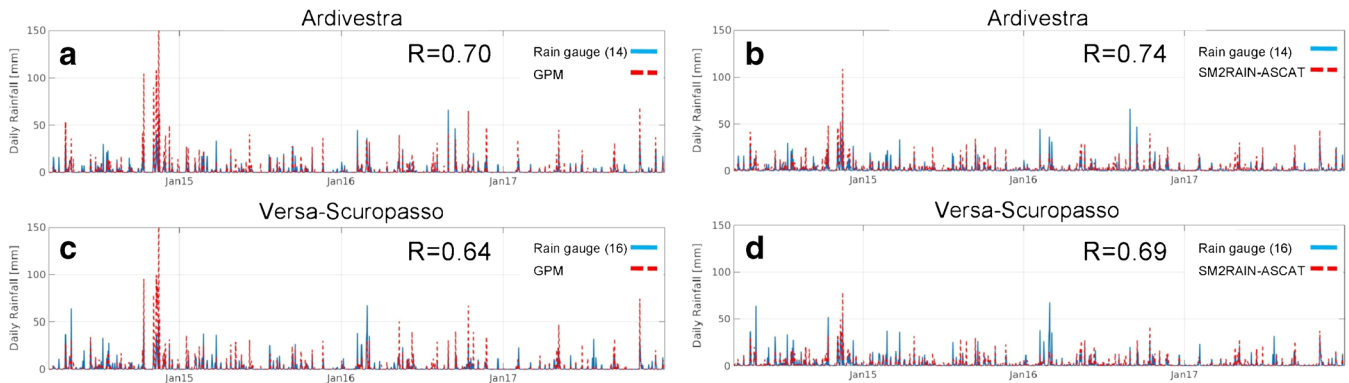 Ardivestra
a
R=0.70
Rain gauge (14)
GPM
Daily Rainfall [mm]
150
100
50
0
Jan15
Jan16
Jan17
Ardivestra
b
R=0.74
Rain gauge (14)
SM2RAIN-ASCAT
Daily Rainfall [mm]
150
100
50
0
Jan15
Jan16
Jan17
Versa-Scuropasso
c
R=0.64
Rain gauge (16)
GPM
Daily Rainfall [mm]
150
100
50
0
Jan15
Jan16
Jan17
Versa-Scuropasso
d
R=0.69
Rain gauge (16)
SM2RAIN-ASCAT
Daily Rainfall [mm]
150
100
50
0
Jan15
Jan16
Jan17